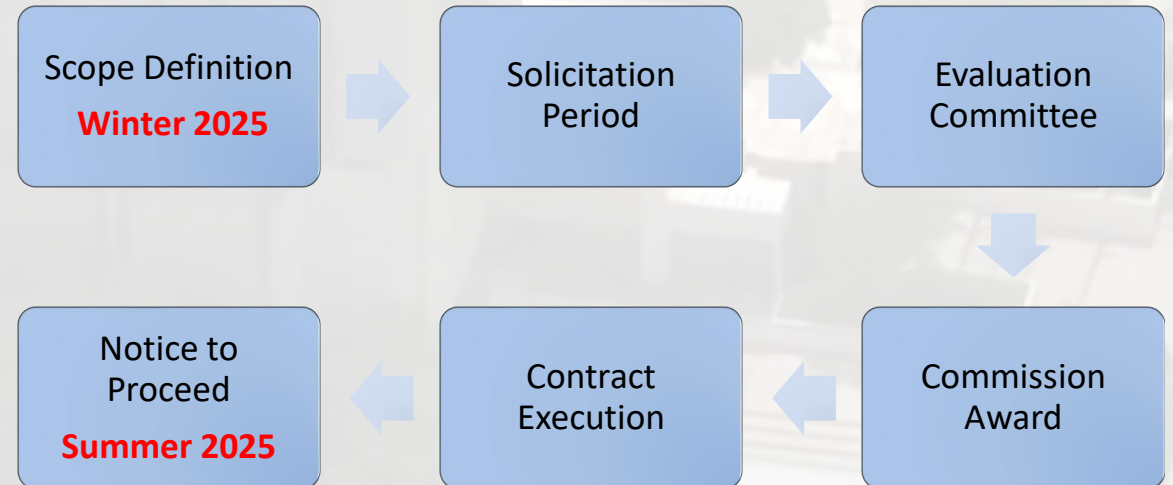 Scope Definition
Winter 2025
Solicitation
Period
Evaluation
Committee
Commission
Award
Contract
Execution
Notice to
Proceed
Summer 2025